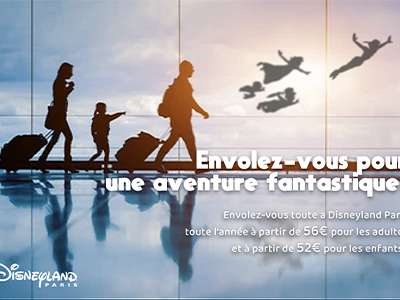 Envolez-vous pour
une aventure fantastique
Envolez-vous toute a Disneyland Par
toute l'année à partir de 56€ pour les adulte
et à partir de 52€ pour les enfants
Disneyland
PARIS